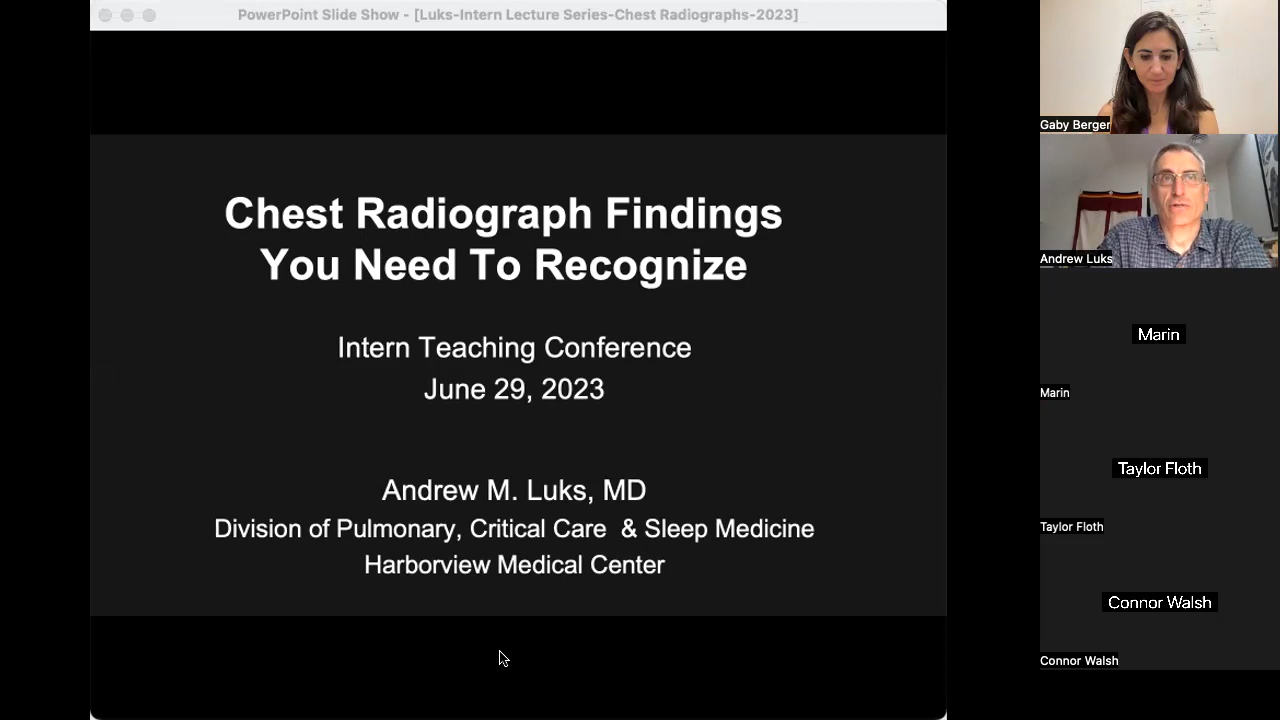 PowerPoint Slide Show - [Luks-Intern Lecture Series-Chest Radiographs-2023]
Chest Radiograph Findings
You Need To Recognize
Intern Teaching Conference
June 29, 2023
Andrew M. Luks, MD
Division of Pulmonary, Critical Care & Sleep Medicine
Harborview Medical Center
Gaby Berger
Andrew Luks
Marin
Marin
Taylor Floth
Taylor Floth
Connor Walsh
Connor Walsh